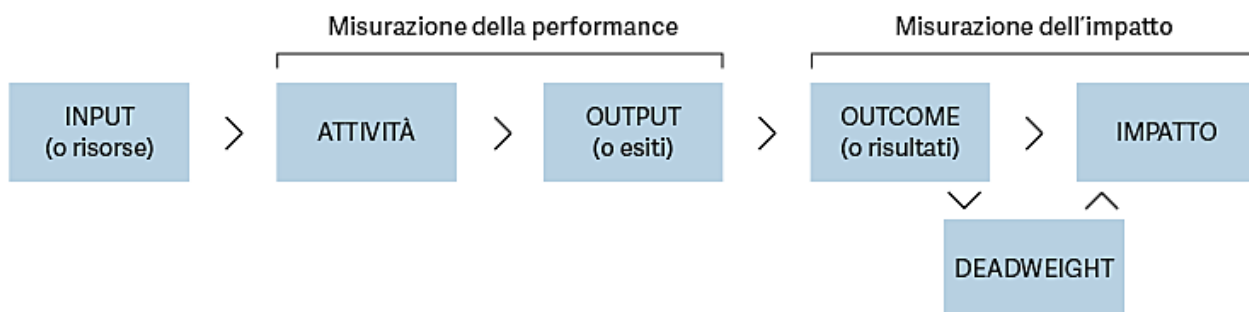 Misurazione della performance
Misurazione dell'impatto
INPUT
(o risorse)
>
ATTIVITÀ
>
OUTPUT
(o esiti)
>
OUTCOME
(o risultati)
>
IMPATTO
DEADWEIGHT